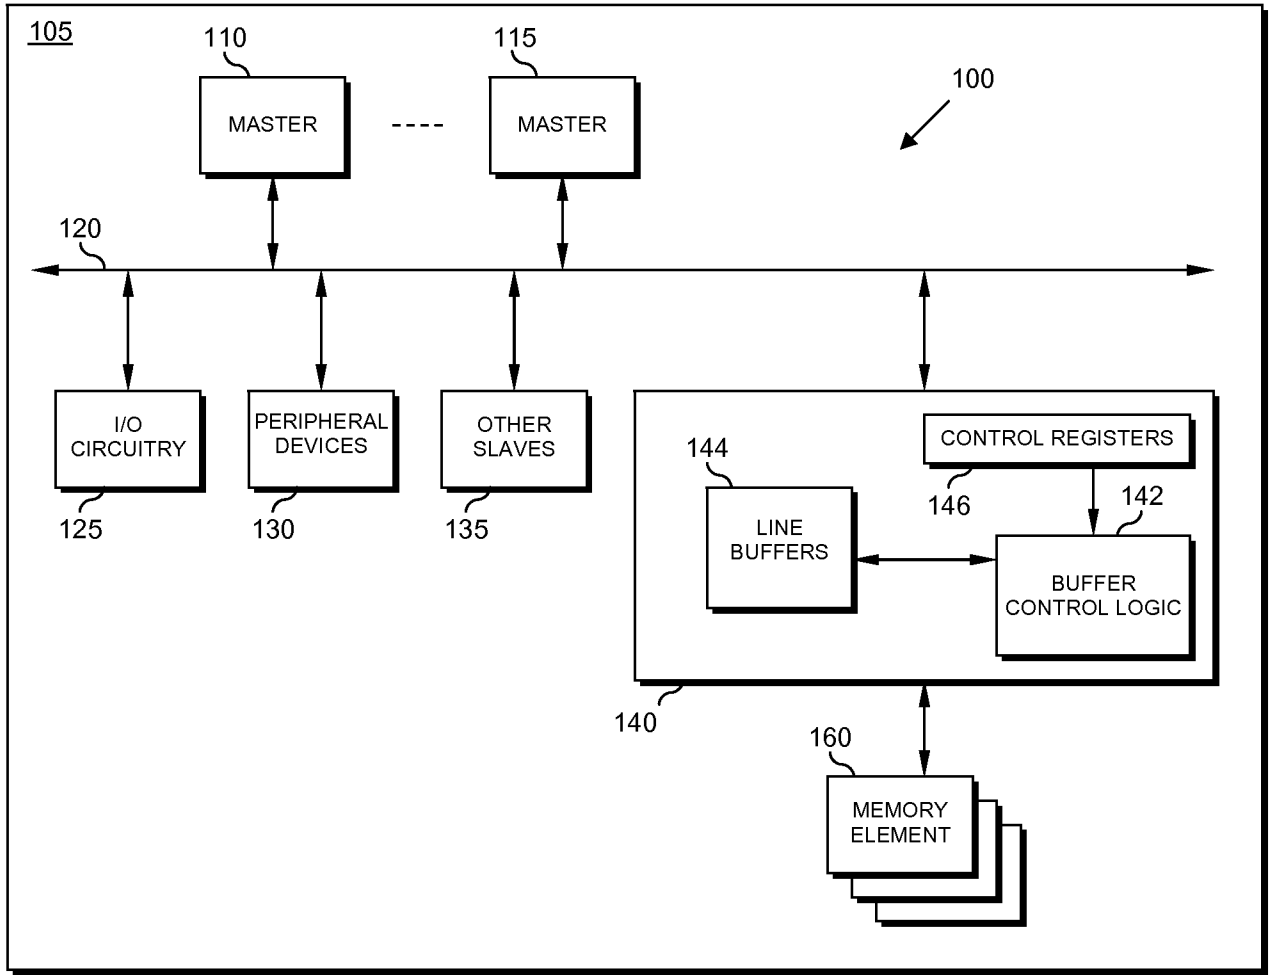 105
110
115
100
MASTER
MASTER
120
I/O
CIRCUITRY
125
PERIPHERAL
DEVICES
130
OTHER
SLAVES
135
CONTROL REGISTERS
146
144
LINE
BUFFERS
142
BUFFER
CONTROL LOGIC
140
160
MEMORY
ELEMENT